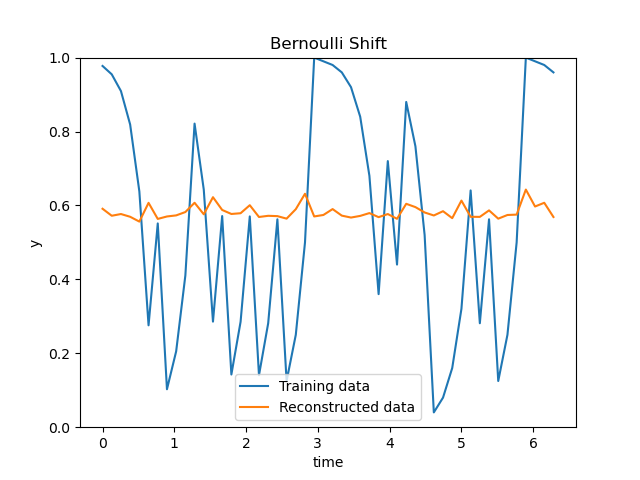 Bernoulli Shift
1.0
0.8
0.6
0.4
0.2
0.0
y
0 1 2 3 4 5 6
time
Training data
Reconstructed data